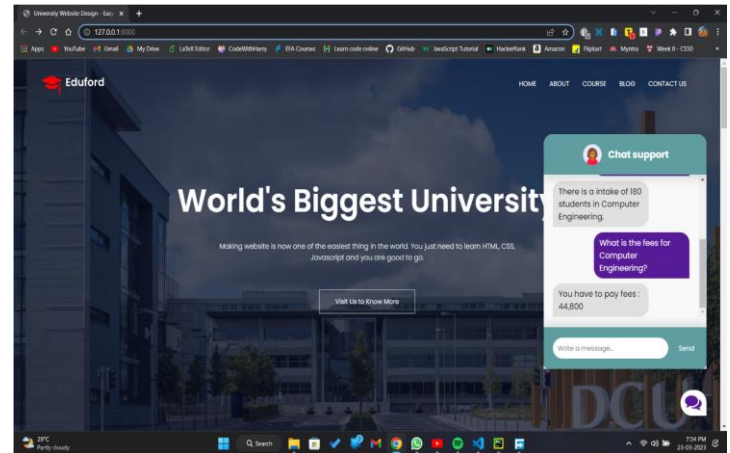 University Website Design - Easy
127.0.0.1:8000
Apps YouTube Gmail My Drive LaTeX Editor CodeWithHarry EFA Courses Learn code online GitHub JavaScript Tutorial HackerRank Amazon Flipkart Myntra Week 0 - CS50
Eduford
HOME ABOUT COURSE BLOG CONTACT US
Chat support
There is a intake of 180
students in Computer
Engineering.
What is the fees for
Computer
Engineering?
You have to pay fees :
44,800
Write a message..
Send
World's Biggest University
Making website is now one of the easiest thing in the world. You just need to learn HTML, CSS,
Javascript and you are good to go.
Visit Us to Know More
DCU
29°C
Partly cloudy
Search
7:54 PM
23-03-2023